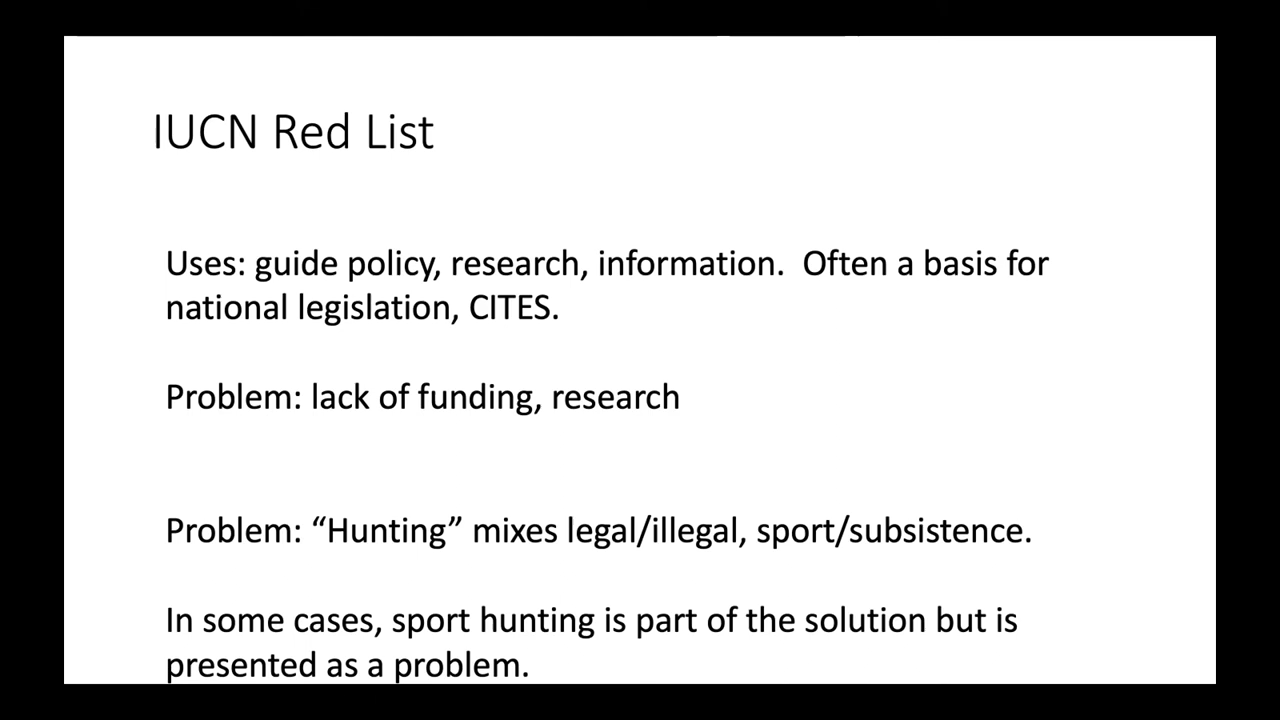 IUCN Red List
Uses: guide policy, research, information.  Often a basis for
national legislation, CITES.
Problem: lack of funding, research
Problem: “Hunting” mixes legal/illegal, sport/subsistence.
In some cases, sport hunting is part of the solution but is
presented as a problem.